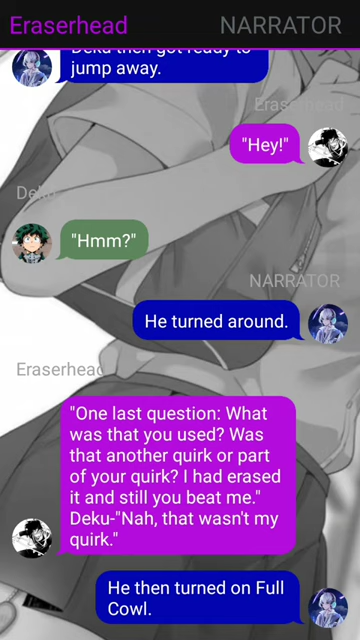 Eraserhead NARRATOR
Deku then got ready to
jump away.
Eraserhead
"Hey!"
Deku
"Hmm?"
NARRATOR
He turned around.
Eraserhead
"One last question: What
was that you used? Was
that another quirk or part
of your quirk? I had erased
it and still you beat me."
Deku-"Nah, that wasn't my
quirk."
He then turned on Full
Cowl.